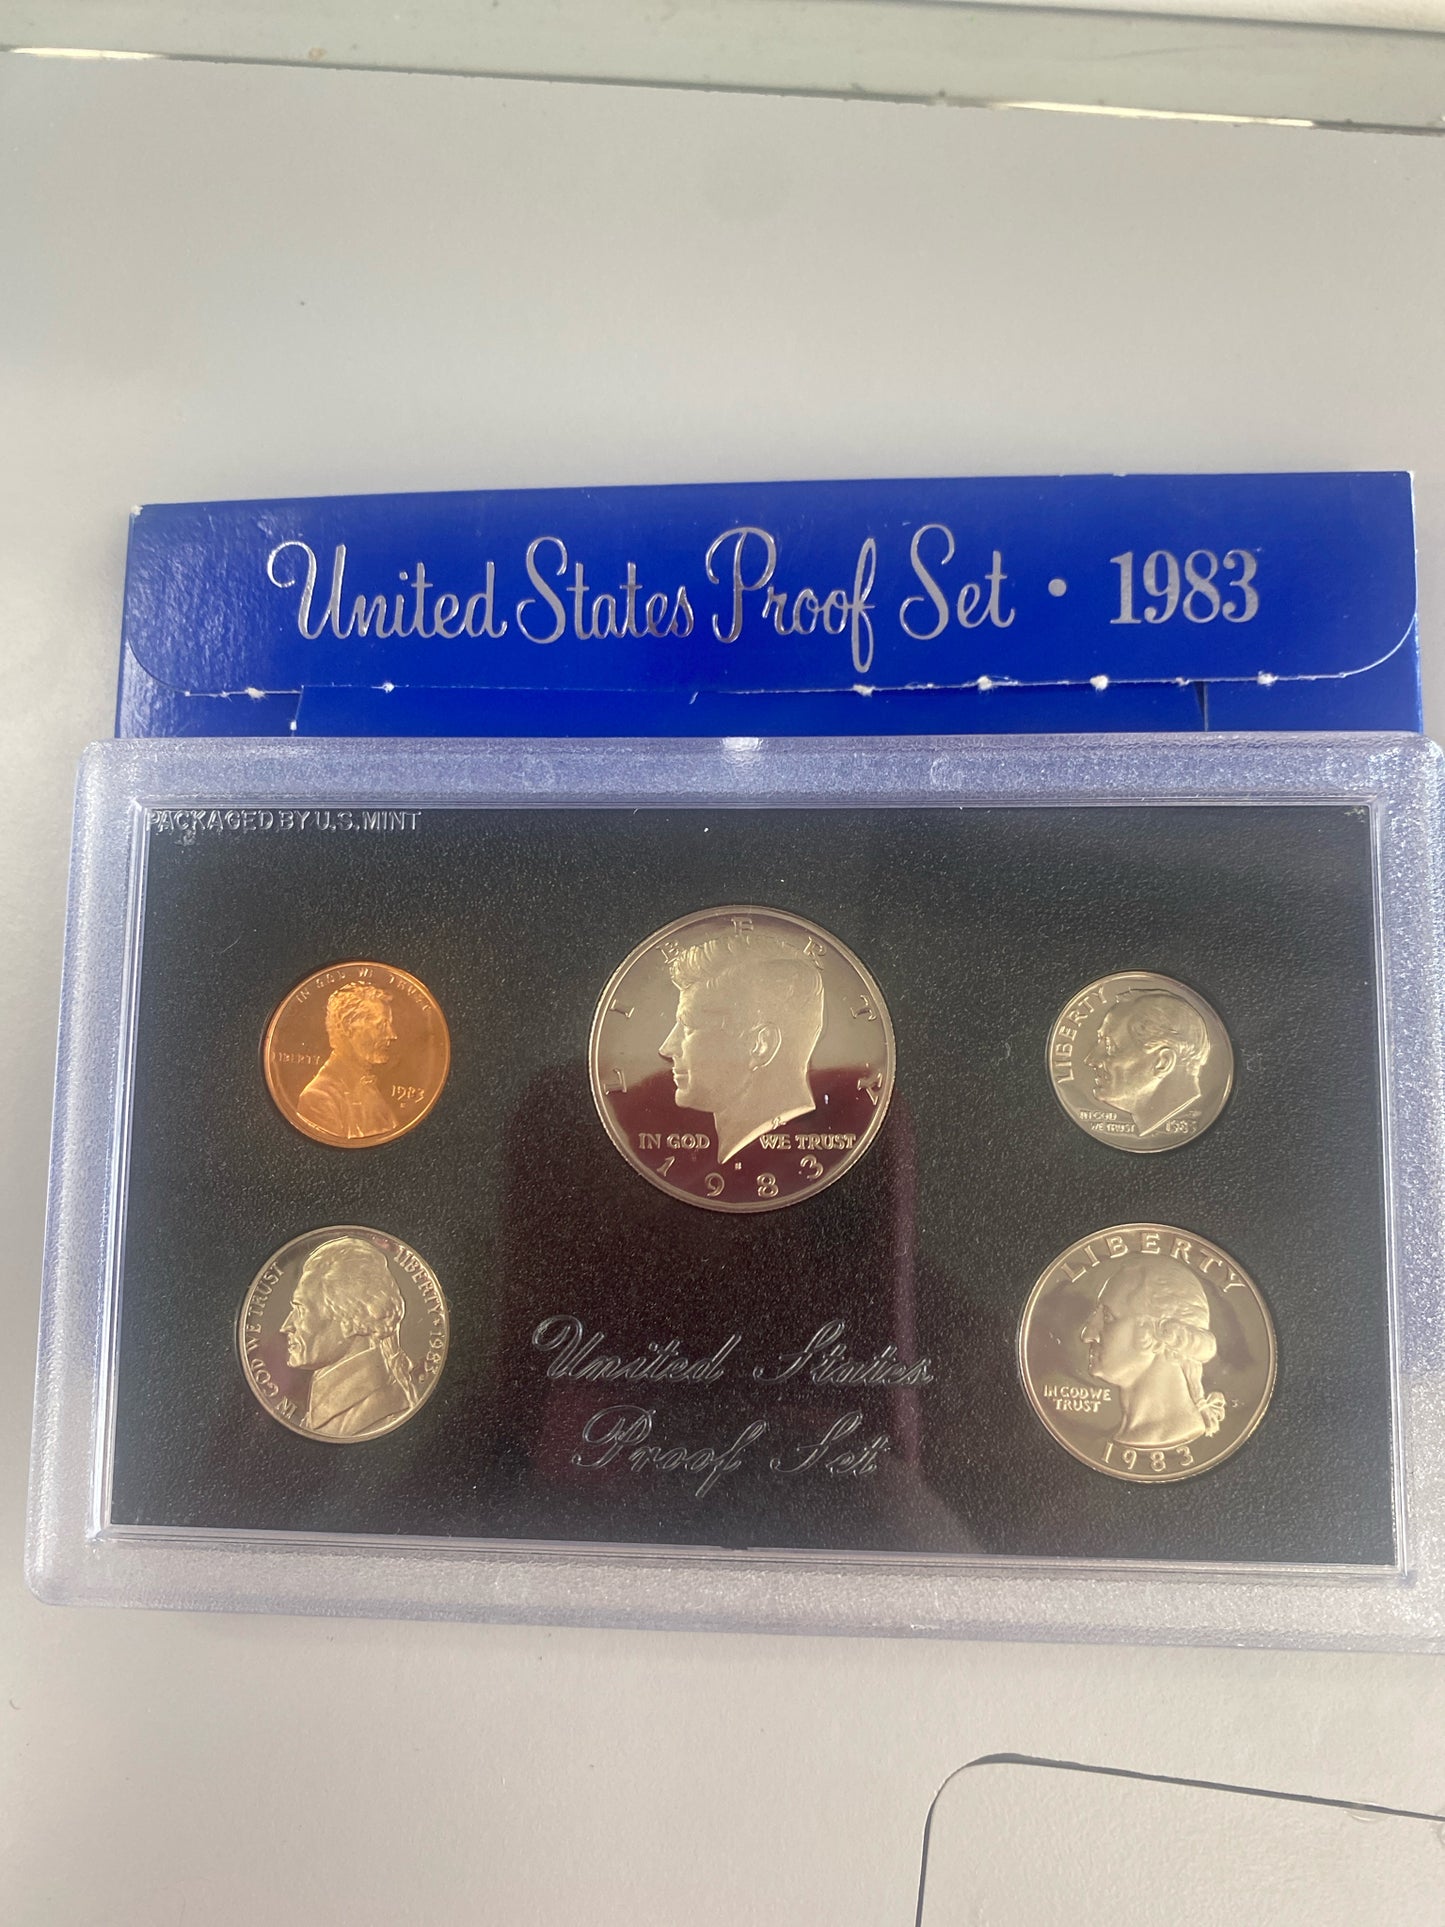 United States Proof Set · 1983
PACKAGED BY U.S. MINT
IN GOD WE TRUST
LIBERTY
1983
S
LIBERTY
IN GOD WE TRUST
S
1983
LIBERTY
IN GOD
WE TRUST
1983
IN GOD WE TRUST
LIBERTY * 1983
LIBERTY
IN GOD WE
TRUST
S
1983
United States
Proof Set